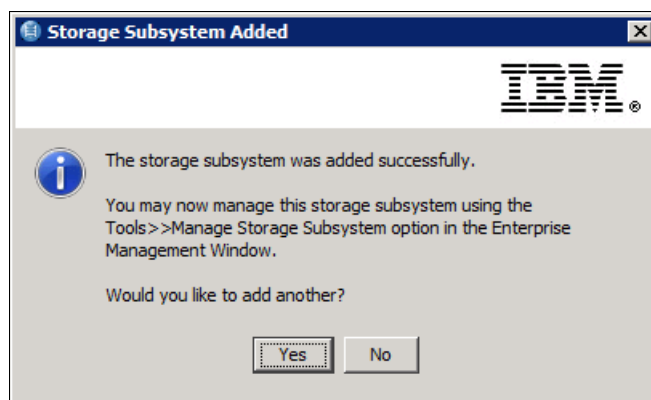 Storage Subsystem Added
IBM®
The storage subsystem was added successfully.
You may now manage this storage subsystem using the
Tools>>Manage Storage Subsystem option in the Enterprise
Management Window.
Would you like to add another?
Yes
No